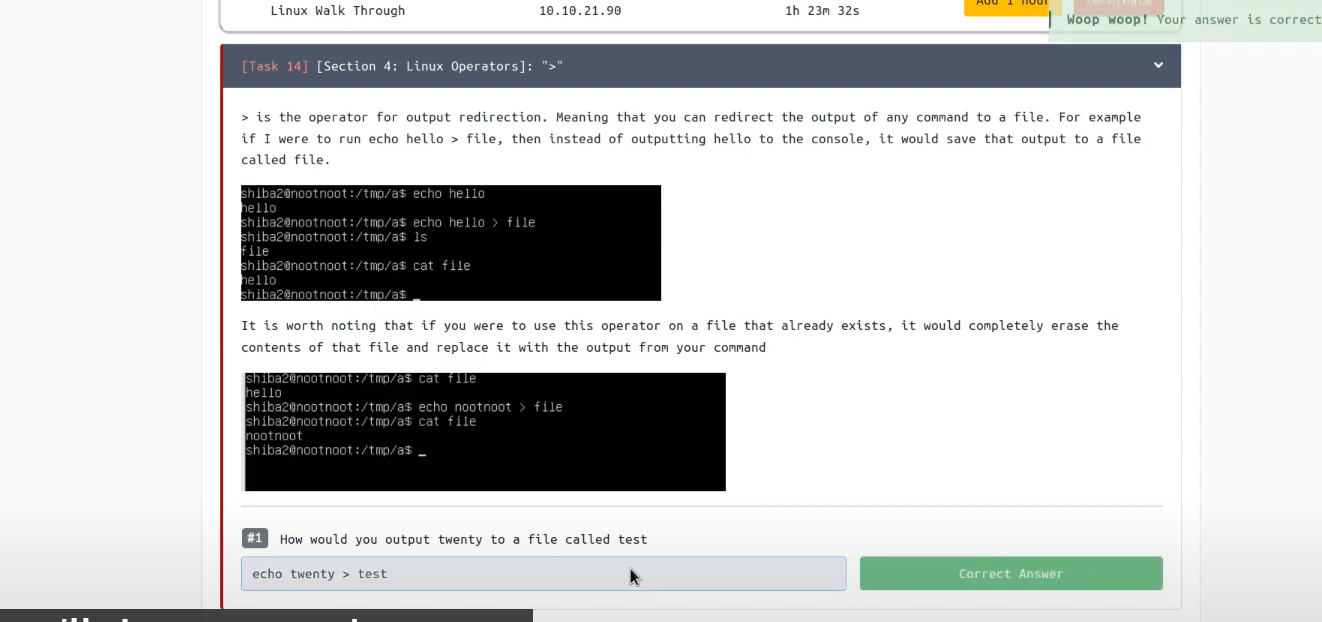 Linux Walk Through 10.10.21.90 1h 23m 32s Add 1 hour Terminate
Woop woop! Your answer is correct
[Task 14] [Section 4: Linux Operators]: ">"
> is the operator for output redirection. Meaning that you can redirect the output of any command to a file. For example
if I were to run echo hello > file, then instead of outputting hello to the console, it would save that output to a file
called file.
shiba2@nootnoot:/tmp/a$ echo hello
hello
shiba2@nootnoot:/tmp/a$ echo hello > file
shiba2@nootnoot:/tmp/a$ ls
file
shiba2@nootnoot:/tmp/a$ cat file
hello
shiba2@nootnoot:/tmp/a$ _
It is worth noting that if you were to use this operator on a file that already exists, it would completely erase the
contents of that file and replace it with the output from your command
shiba2@nootnoot:/tmp/a$ cat file
hello
shiba2@nootnoot:/tmp/a$ echo nootnoot > file
shiba2@nootnoot:/tmp/a$ cat file
nootnoot
shiba2@nootnoot:/tmp/a$ _
#1 How would you output twenty to a file called test
echo twenty > test Correct Answer